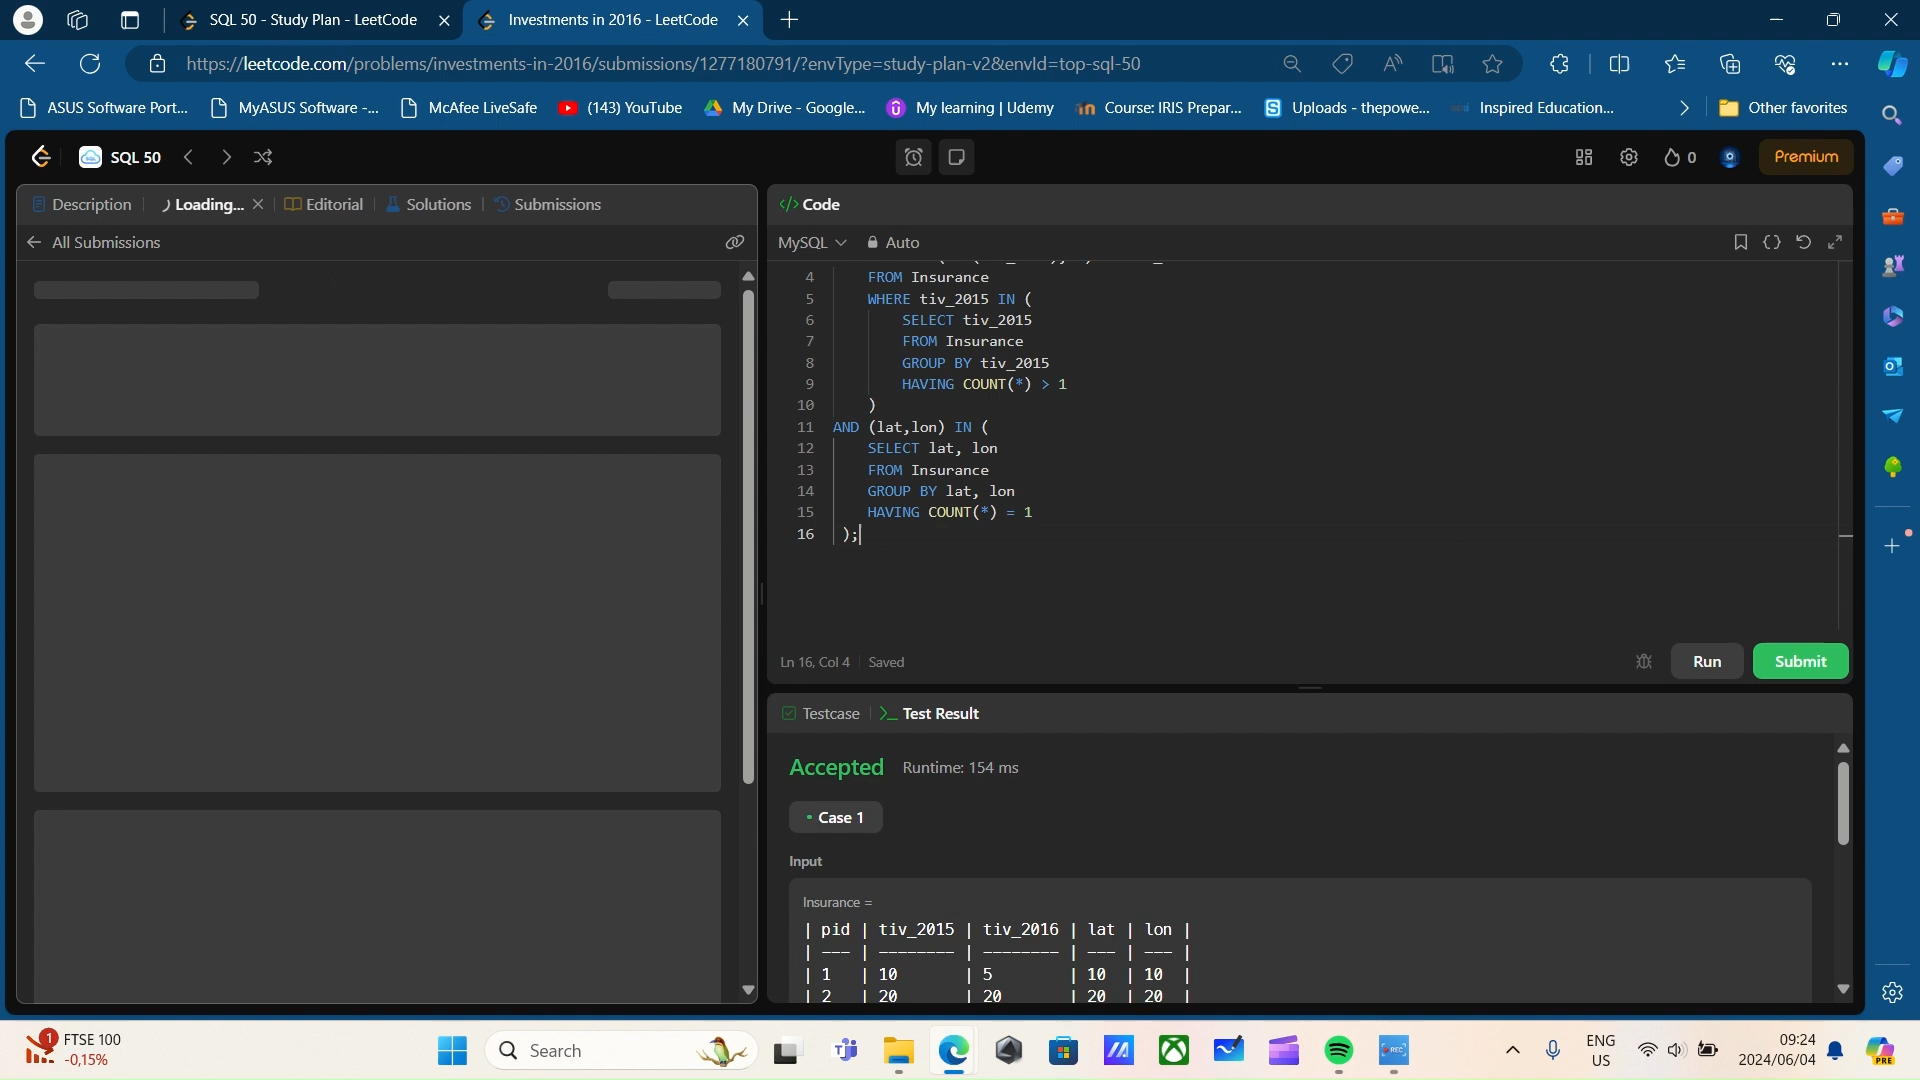 SQL 50 - Study Plan - LeetCode
Investments in 2016 - LeetCode
https://leetcode.com/problems/investments-in-2016/submissions/1277180791/?envType=study-plan-v2&envId=top-sql-50
ASUS Software Port...
MyASUS Software -...
McAfee LiveSafe
(143) YouTube
My Drive - Google...
My learning | Udemy
Course: IRIS Prepar...
Uploads - thepowe...
Inspired Education...
Other favorites
SQL 50
0
Premium
Description
Loading...
Editorial
Solutions
Submissions
All Submissions
</> Code
MySQL
Auto
4 FROM Insurance
5 WHERE tiv_2015 IN (
6 SELECT tiv_2015
7 FROM Insurance
8 GROUP BY tiv_2015
9 HAVING COUNT(*) > 1
10 )
11 AND (lat,lon) IN (
12 SELECT lat, lon
13 FROM Insurance
14 GROUP BY lat, lon
15 HAVING COUNT(*) = 1
16 );
Ln 16, Col 4
Saved
Run
Submit
Testcase
Test Result
Accepted
Runtime: 154 ms
Case 1
Input
Insurance =
| pid | tiv_2015 | tiv_2016 | lat | lon |
| --- | -------- | -------- | --- | --- |
| 1 | 10 | 5 | 10 | 10 |
| 2 | 20 | 20 | 20 | 20 |
1
FTSE 100
-0,15%
Search
REC
ENG
US
09:24
2024/06/04
PRE